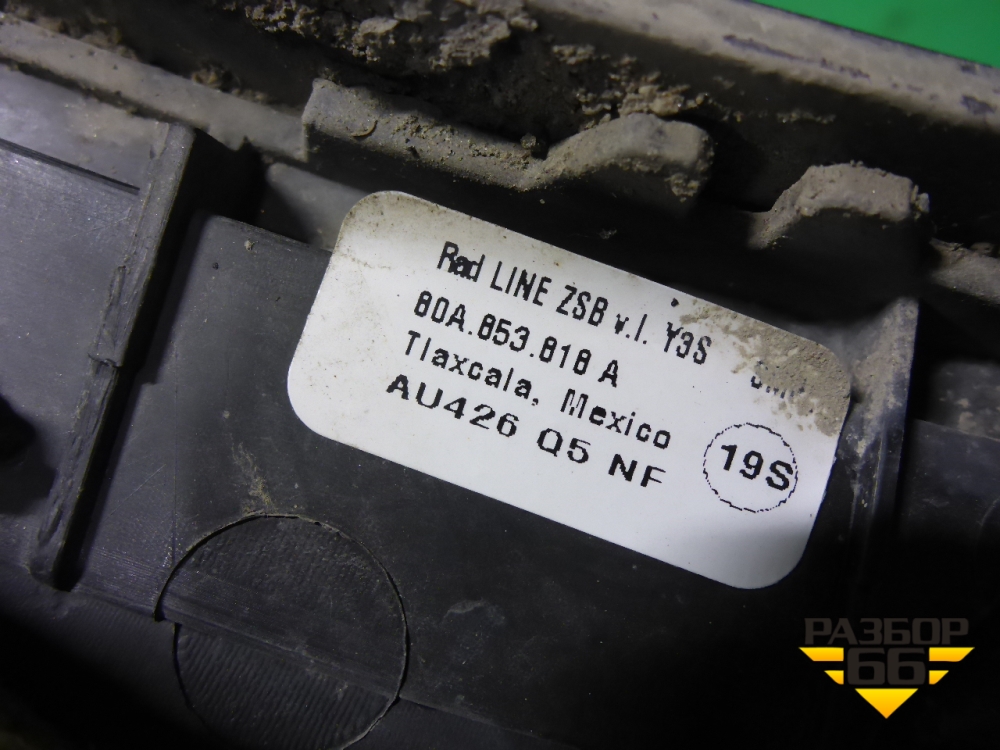 Rad LINE ZSB v.l. Y9S
80A.853.818 A
Tlaxcala, Mexico
AU426 Q5 NF
19S
РАЗБОР
66